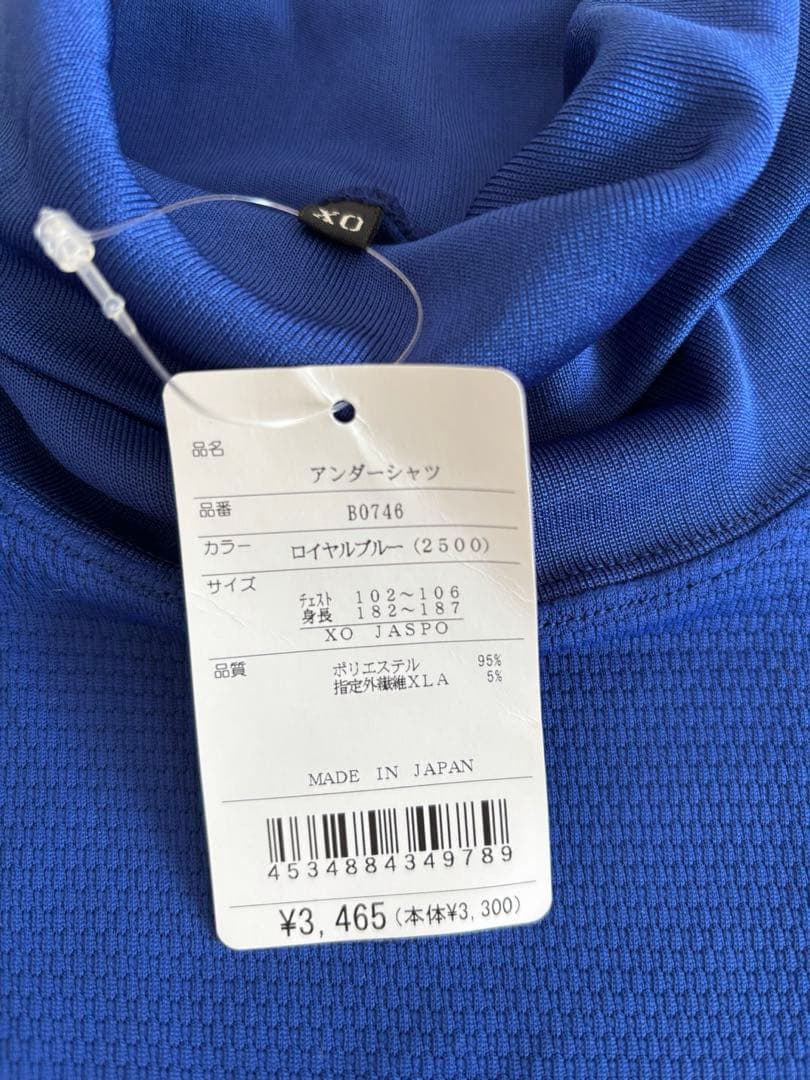 XO
品名
アンダーシャツ
品番 B0746
カラー ロイヤルブルー(2500)
サイズ
チェスト 102~106
身長 182~187
XO JASPO
品質 ポリエステル 95%
指定外繊維XLA 5%
MADE IN JAPAN
4534884349789
¥3,465(本体¥3,300)